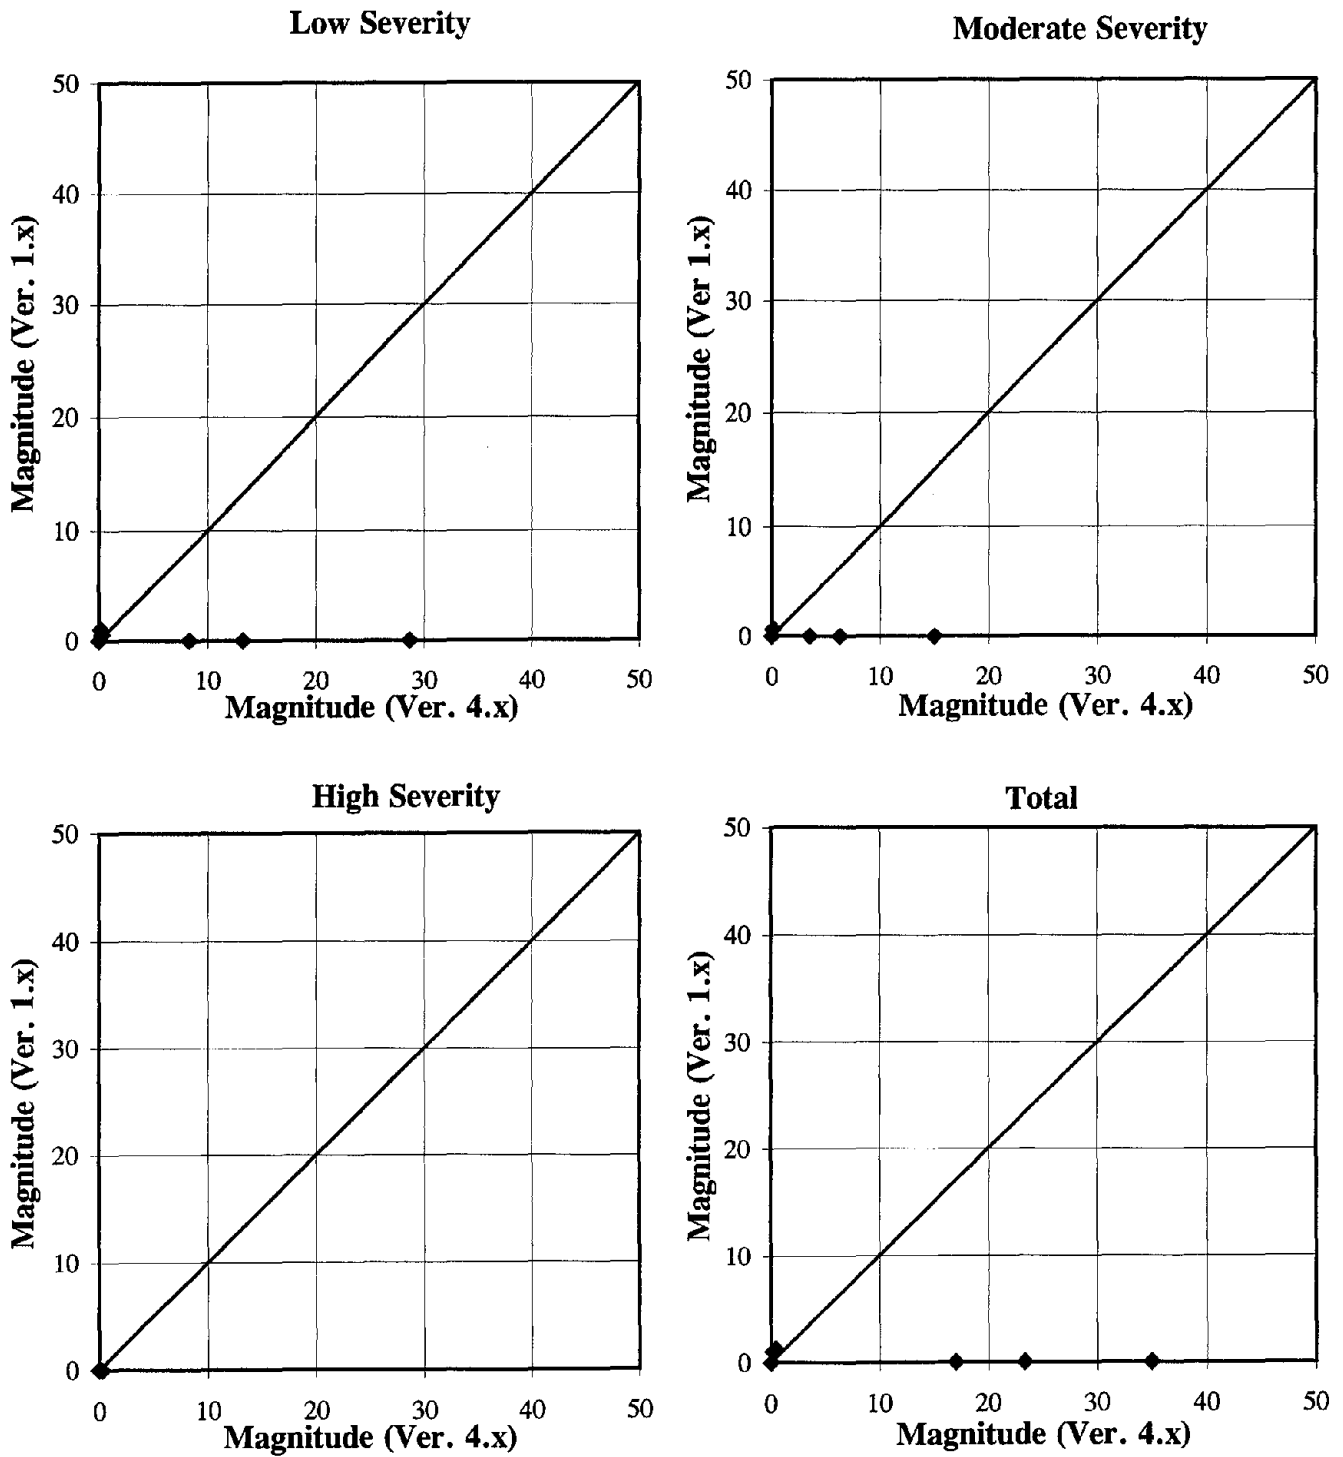 Low Severity
50
40
30
20
10
0
Magnitude (Ver. 1.x)
0 10 20 30 40 50
Magnitude (Ver. 4.x)
Moderate Severity
50
40
30
20
10
0
Magnitude (Ver 1.x)
0 10 20 30 40 50
Magnitude (Ver. 4.x)
High Severity
50
40
30
20
10
0
Magnitude (Ver. 1.x)
0 10 20 30 40 50
Magnitude (Ver. 4.x)
Total
50
40
30
20
10
0
Magnitude (Ver. 1.x)
0 10 20 30 40 50
Magnitude (Ver. 4.x)